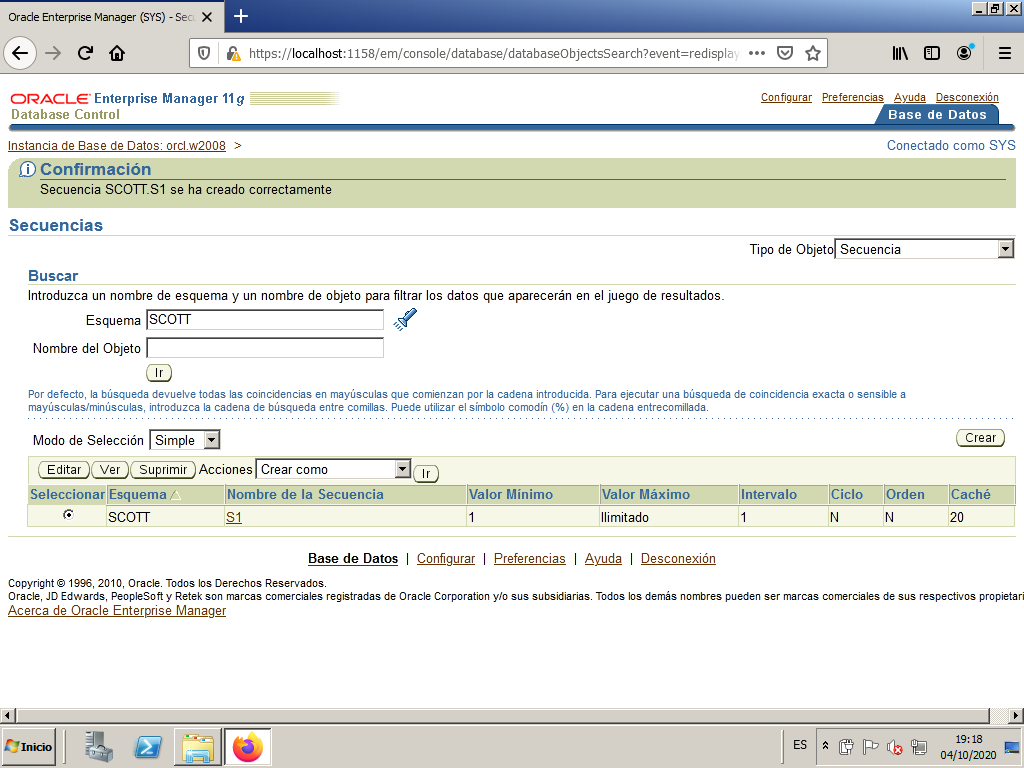 Oracle Enterprise Manager (SYS) - Sec
https://localhost:1158/em/console/database/databaseObjectsSearch?event=redisplay
ORACLE Enterprise Manager 11g
Database Control
Configurar Preferencias Ayuda Desconexión
Base de Datos
Instancia de Base de Datos: orcl.w2008 >
Conectado como SYS
Confirmación
Secuencia SCOTT.S1 se ha creado correctamente
Secuencias
Tipo de Objeto Secuencia
Buscar
Introduzca un nombre de esquema y un nombre de objeto para filtrar los datos que aparecerán en el juego de resultados.
Esquema SCOTT
Nombre del Objeto
Ir
Por defecto, la búsqueda devuelve todas las coincidencias en mayúsculas que comienzan por la cadena introducida. Para ejecutar una búsqueda de coincidencia exacta o sensible a
mayúsculas/minúsculas, introduzca la cadena de búsqueda entre comillas. Puede utilizar el símbolo comodín (%) en la cadena entrecomillada.
Modo de Selección Simple
Crear
Editar Ver Suprimir Acciones Crear como Ir
Seleccionar Esquema Nombre de la Secuencia Valor Mínimo Valor Máximo Intervalo Ciclo Orden Caché
SCOTT S1 1 Ilimitado 1 N N 20
Base de Datos | Configurar | Preferencias | Ayuda | Desconexión
Copyright © 1996, 2010, Oracle. Todos los Derechos Reservados.
Oracle, JD Edwards, PeopleSoft y Retek son marcas comerciales registradas de Oracle Corporation y/o sus subsidiarias. Todos los demás nombres pueden ser marcas comerciales de sus respectivos propietari
Acerca de Oracle Enterprise Manager
Inicio
ES
19:18
04/10/2020